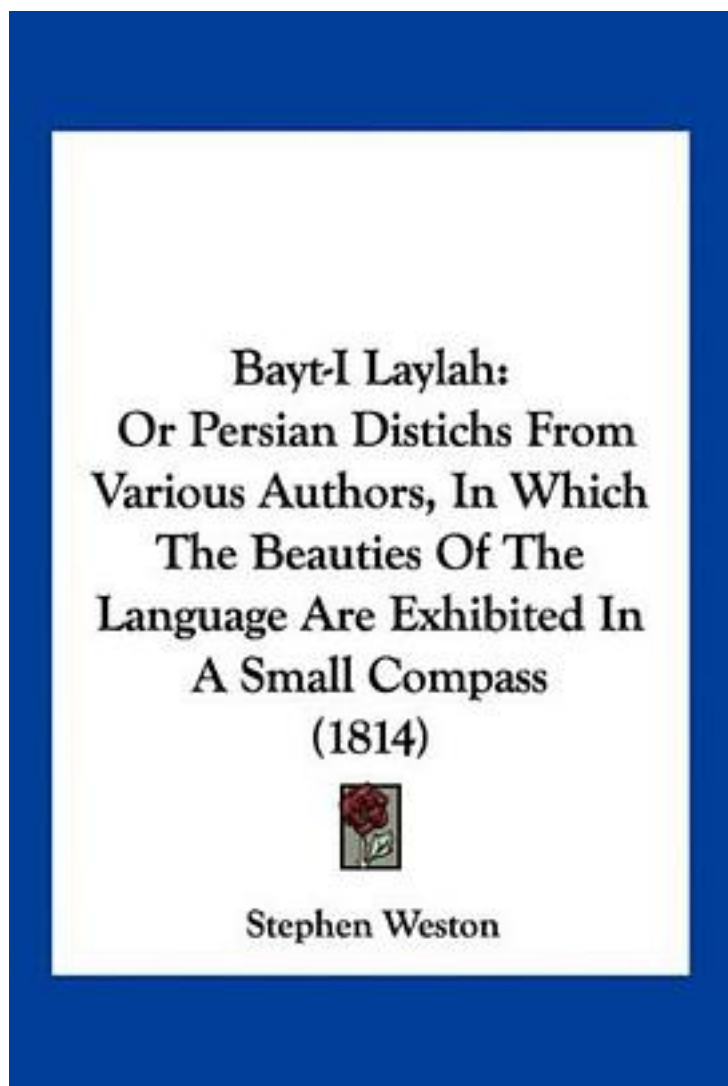 Bayt-I Laylah:
Or Persian Distichs From
Various Authors, In Which
The Beauties Of The
Language Are Exhibited In
A Small Compass
(1814)
Stephen Weston